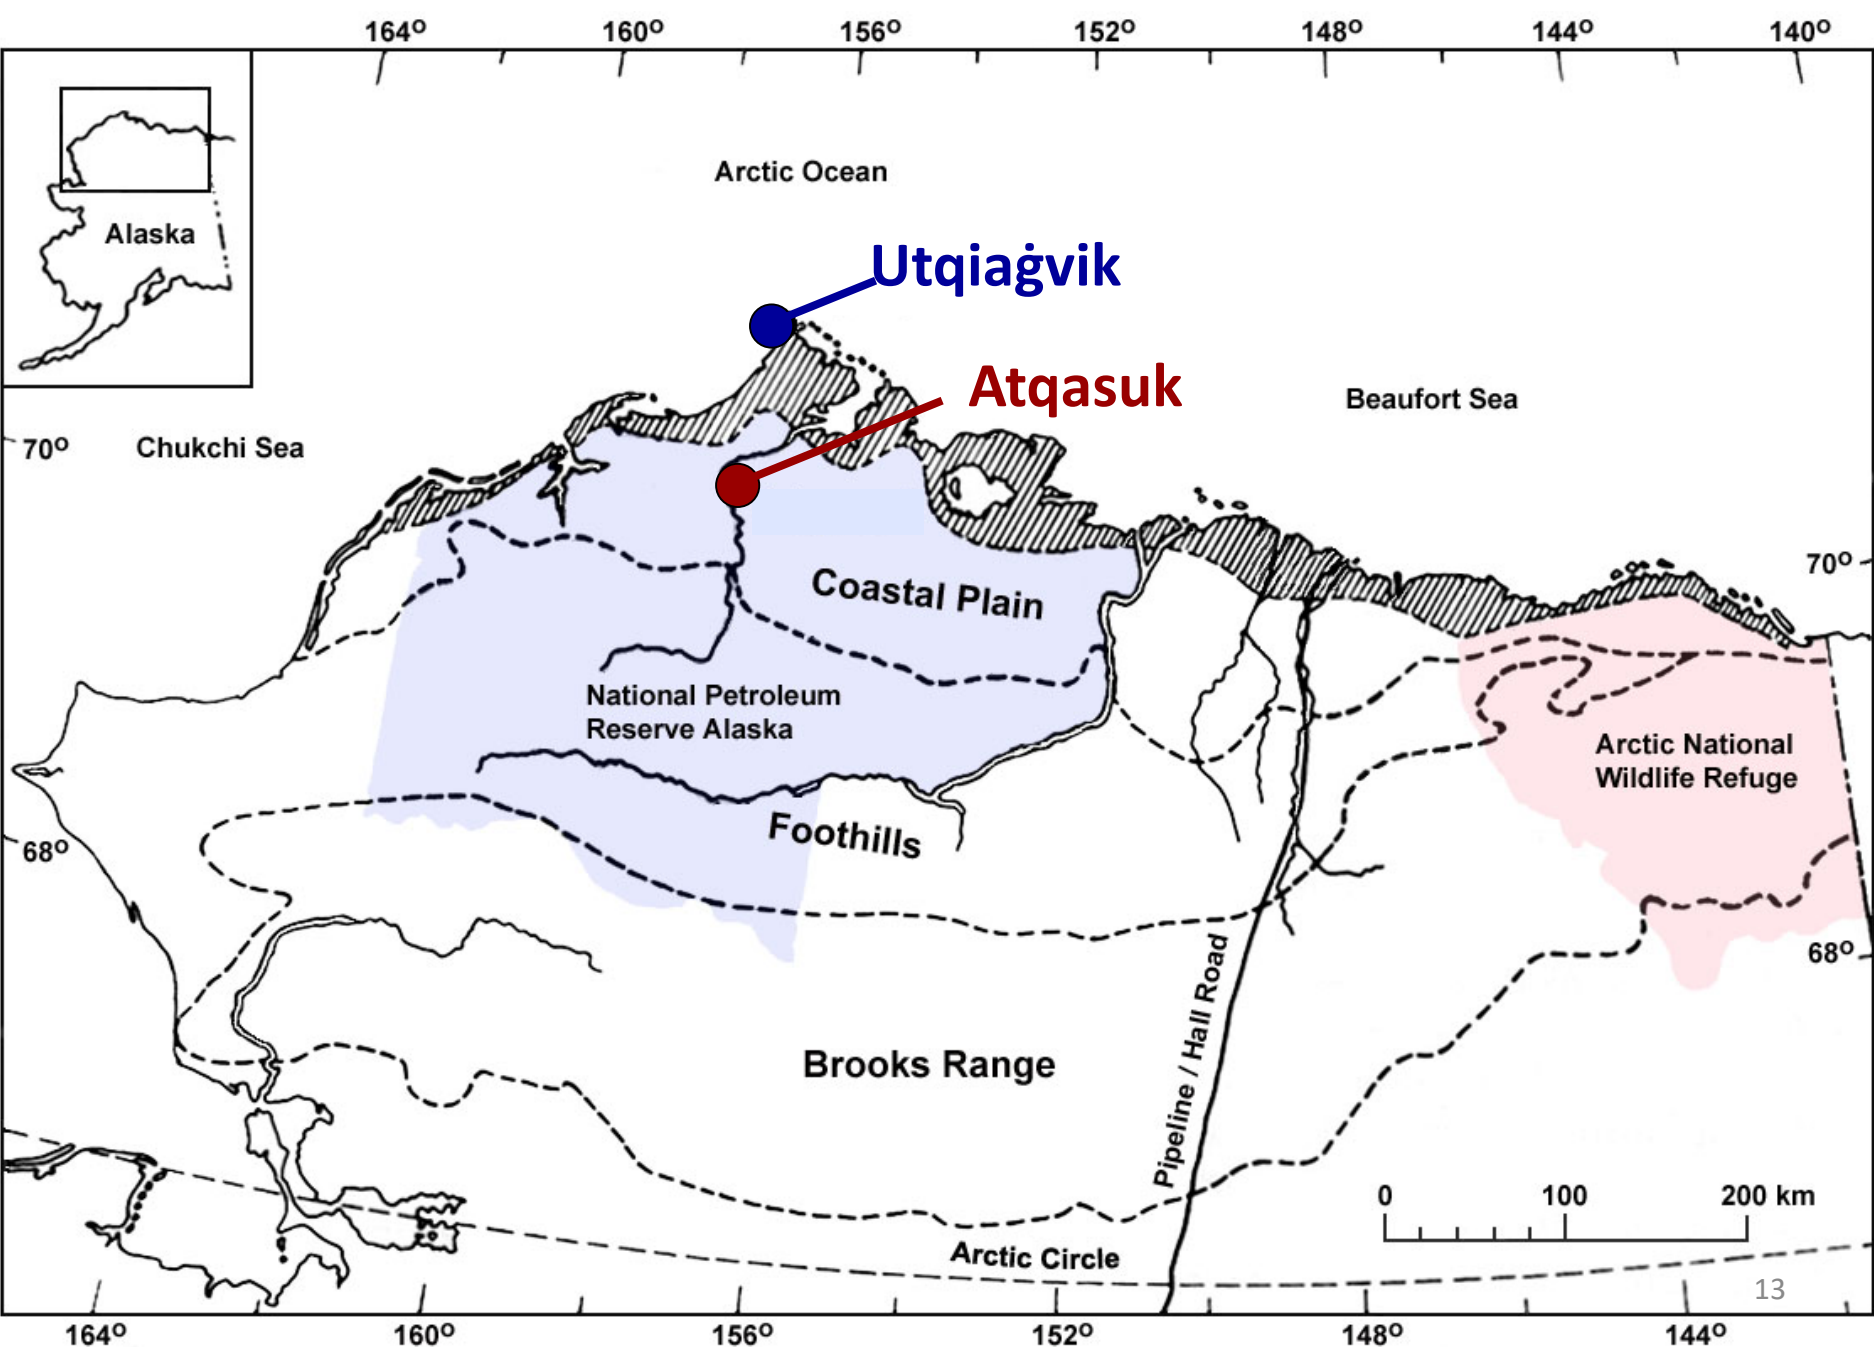 164° 160° 156° 152° 148° 144° 140°
Arctic Ocean
Alaska
Utqiaġvik
Atqasuk
Beaufort Sea
70°
Chukchi Sea
70°
Coastal Plain
National Petroleum
Reserve Alaska
Arctic National
Wildlife Refuge
Foothills
68°
68°
Pipeline / Hall Road
Brooks Range
0 100 200 km
Arctic Circle
13
164° 160° 156° 152° 148° 144°